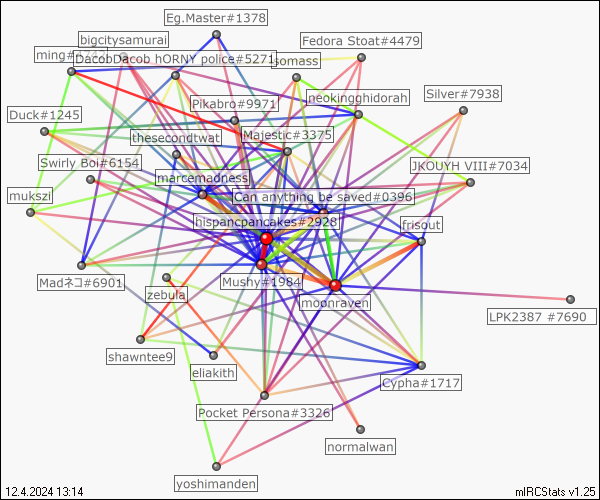 Eg.Master#1378
bigcitysamurai
Fedora Stoat#4479
DacobDacob hORNY police#5271
isomass
Pikabro#9971
neokingghidorah
Silver#7938
Duck#1245
thesecondtwat
Majestic#3375
Swirly Boi#6154
JKOUYH VIII#7034
marcemadness
mukszi
Can anything be saved#0396
hispancpancakes#2928
frisout
Madネコ#6901
Mushy#1984
zebula
moonraven
LPK2387 #7690
shawntee9
eliakith
Cypha#1717
Pocket Persona#3326
normalwan
yoshimanden
12.4.2024 13:14
mIRCStats v1.25